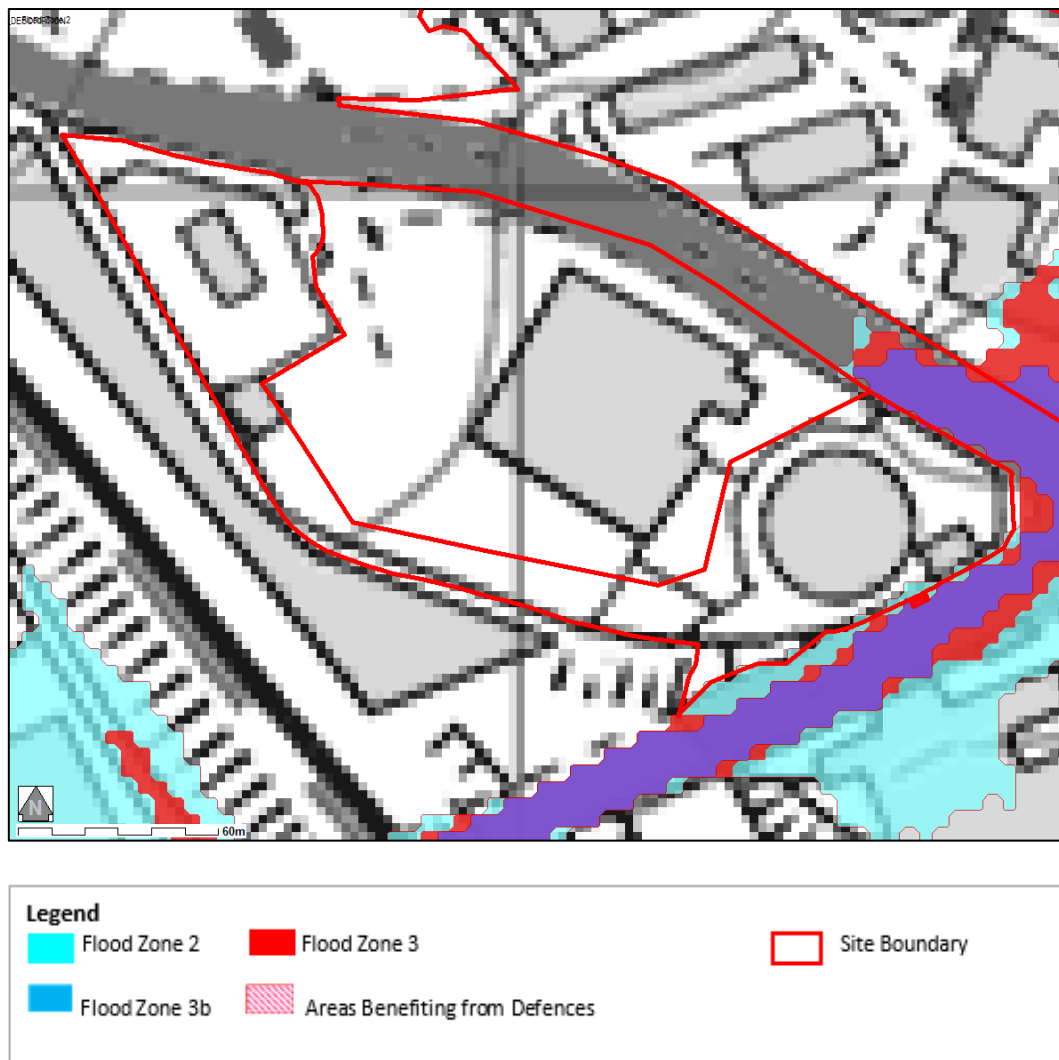 N
60m
Legend
Flood Zone 2
Flood Zone 3
Site Boundary
Flood Zone 3b
Areas Benefiting from Defences